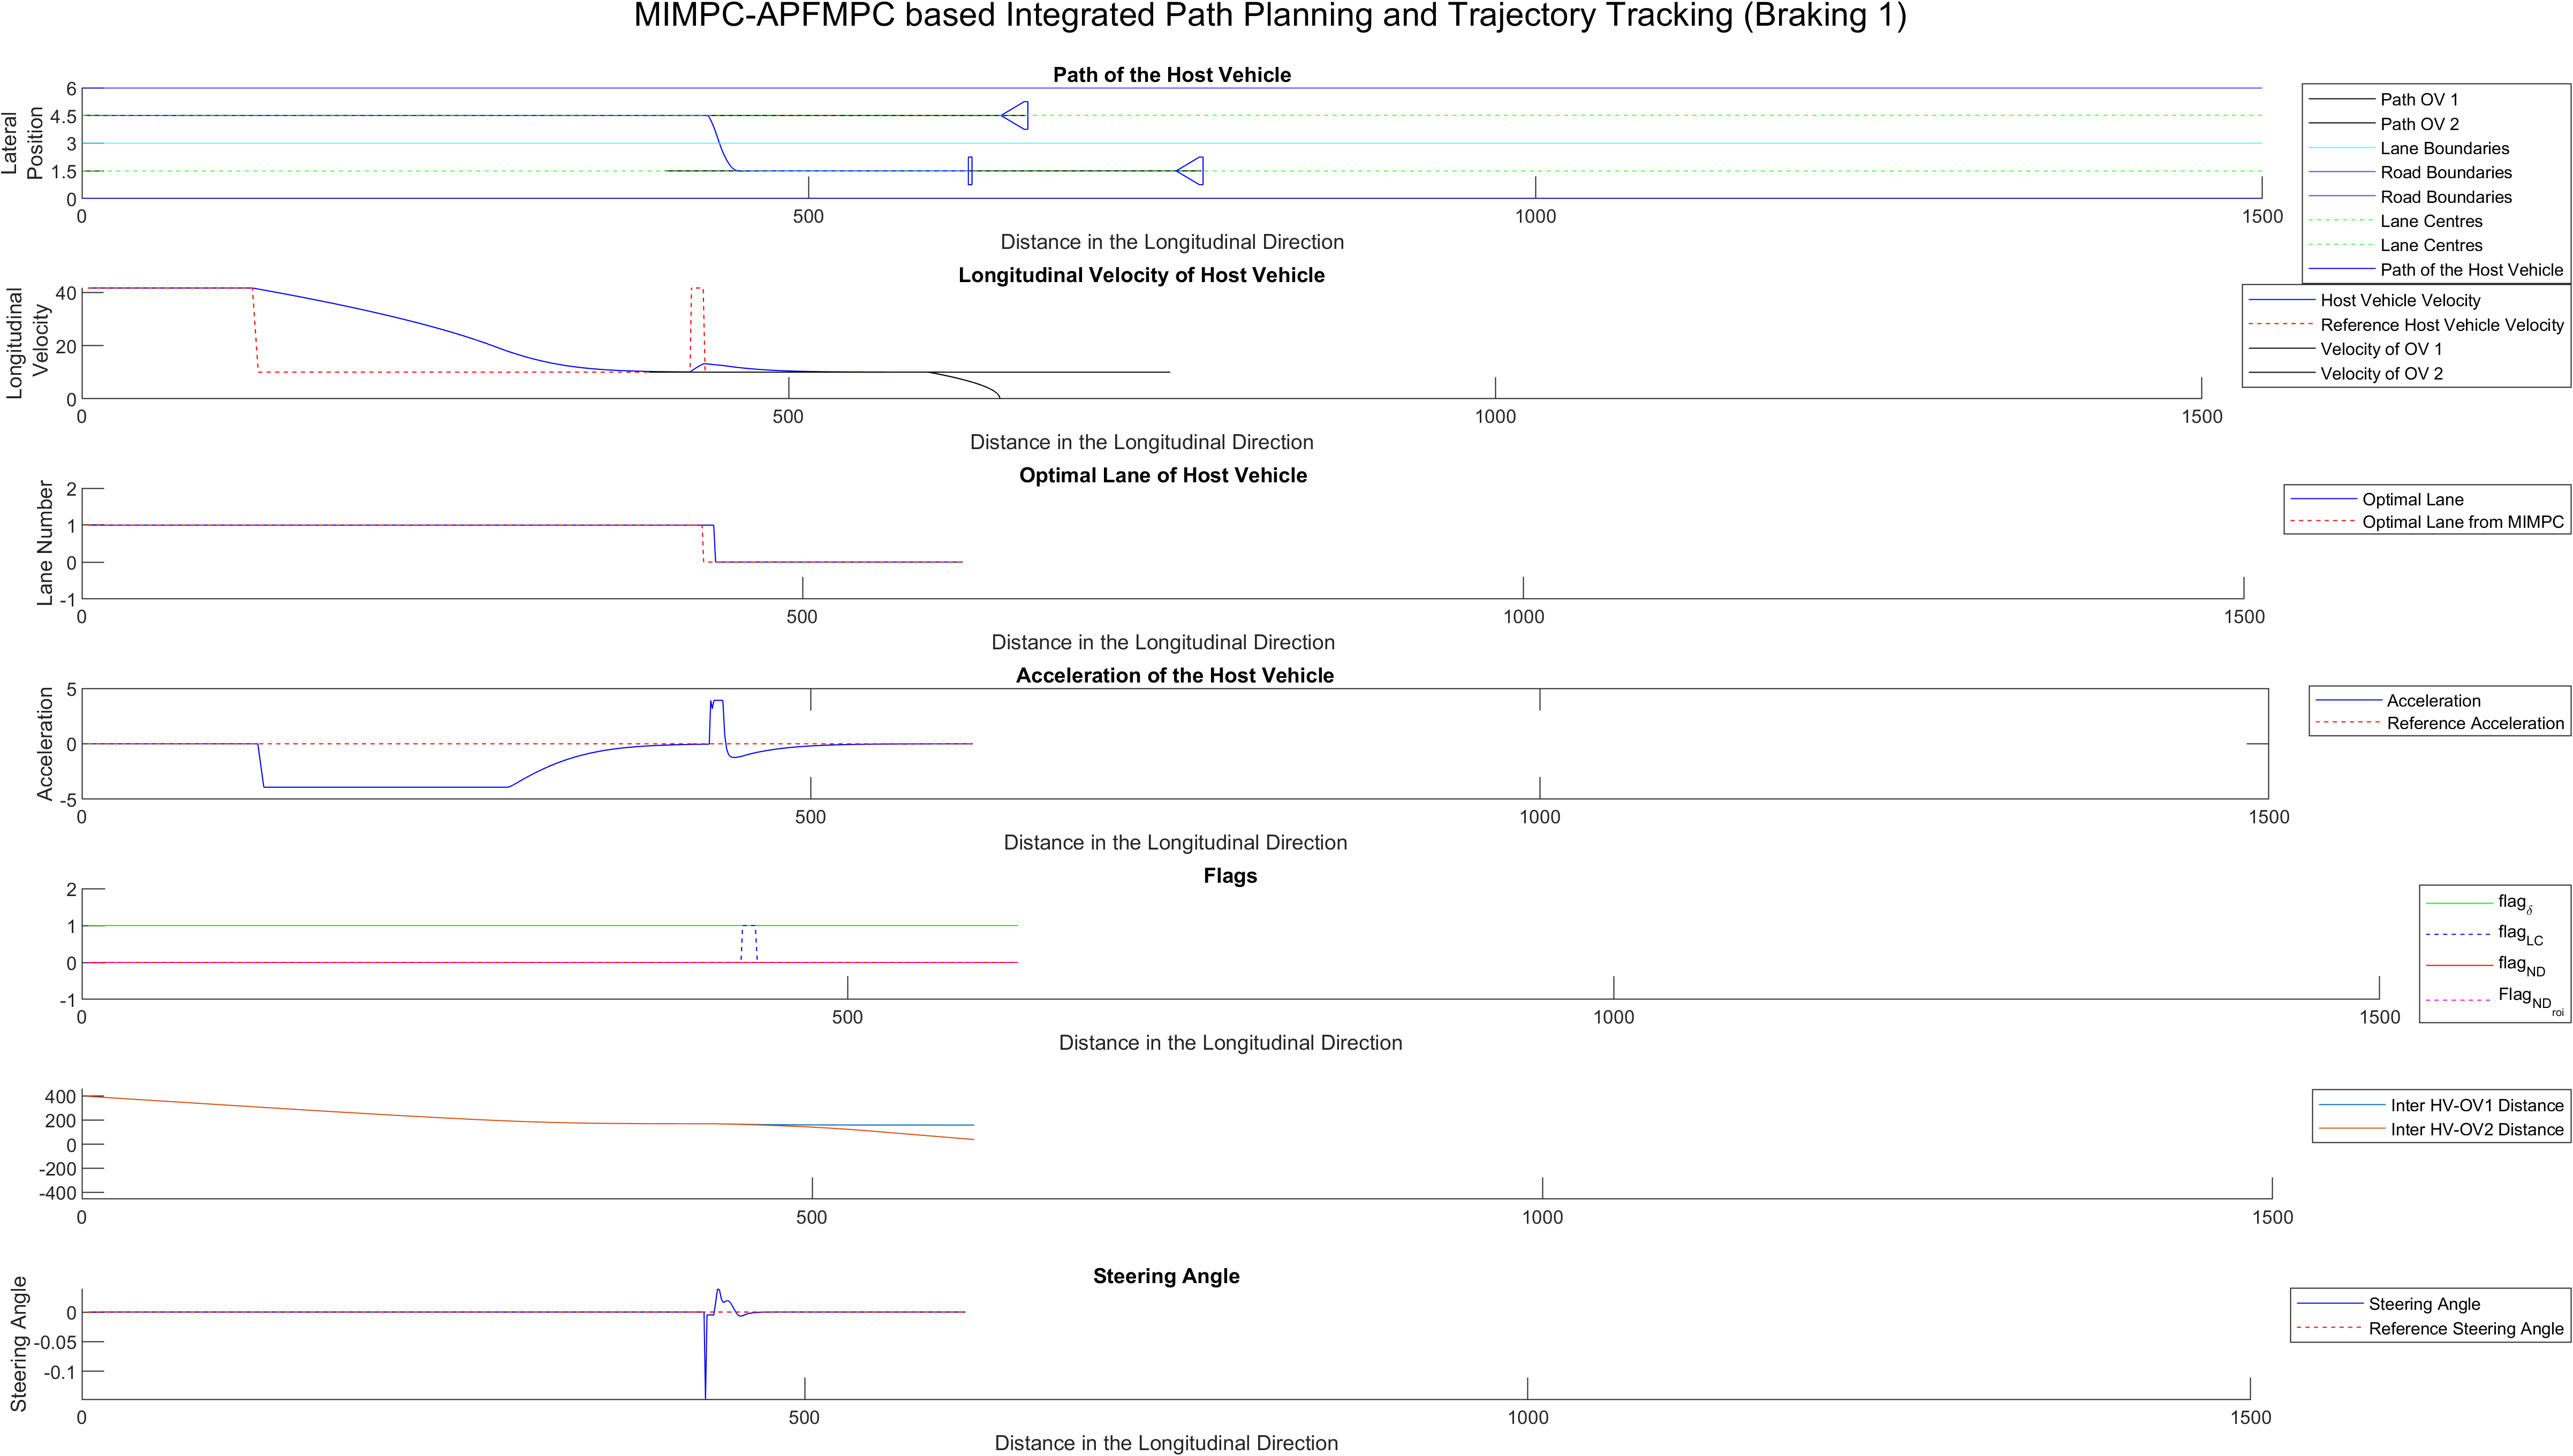 MIMPC-APFMPC based Integrated Path Planning and Trajectory Tracking (Braking 1)
Path of the Host Vehicle
Lateral
Position
6
4.5
3
1.5
0
0 500 1000 1500
Distance in the Longitudinal Direction
Path OV 1
Path OV 2
Lane Boundaries
Road Boundaries
Road Boundaries
Lane Centres
Lane Centres
Path of the Host Vehicle
Longitudinal Velocity of Host Vehicle
Longitudinal
Velocity
40
20
0
0 500 1000 1500
Distance in the Longitudinal Direction
Host Vehicle Velocity
Reference Host Vehicle Velocity
Velocity of OV 1
Velocity of OV 2
Optimal Lane of Host Vehicle
Lane Number
2
1
0
-1
0 500 1000 1500
Distance in the Longitudinal Direction
Optimal Lane
Optimal Lane from MIMPC
Acceleration of the Host Vehicle
Acceleration
5
0
-5
0 500 1000 1500
Distance in the Longitudinal Direction
Acceleration
Reference Acceleration
Flags
2
1
0
-1
0 500 1000 1500
Distance in the Longitudinal Direction
flag δ
flag LC
flag ND
Flag ND roi
400
200
0
-200
-400
0 500 1000 1500
Inter HV-OV1 Distance
Inter HV-OV2 Distance
Steering Angle
Steering Angle
0
-0.05
-0.1
0 500 1000 1500
Distance in the Longitudinal Direction
Steering Angle
Reference Steering Angle